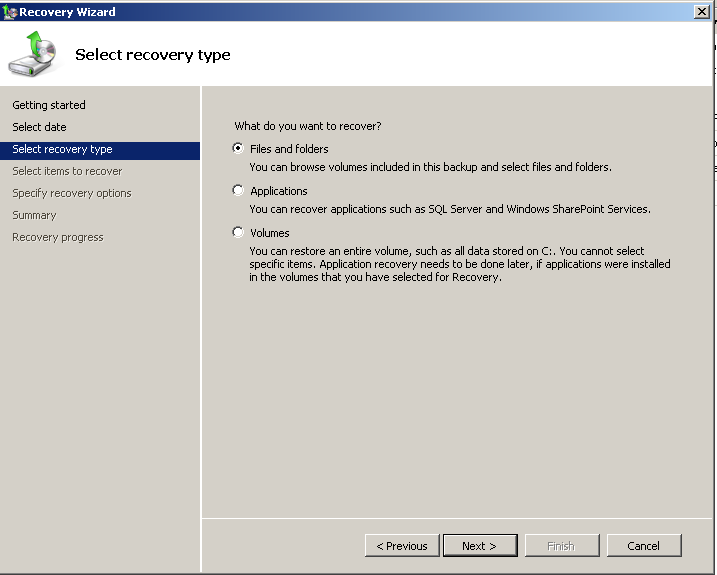 Recovery Wizard
Select recovery type
Getting started
Select date
Select recovery type
Select items to recover
Specify recovery options
Summary
Recovery progress
What do you want to recover?
Files and folders
You can browse volumes included in this backup and select files and folders.
Applications
You can recover applications such as SQL Server and Windows SharePoint Services.
Volumes
You can restore an entire volume, such as all data stored on C:. You cannot select
specific items. Application recovery needs to be done later, if applications were installed
in the volumes that you have selected for Recovery.
< Previous
Next >
Finish
Cancel